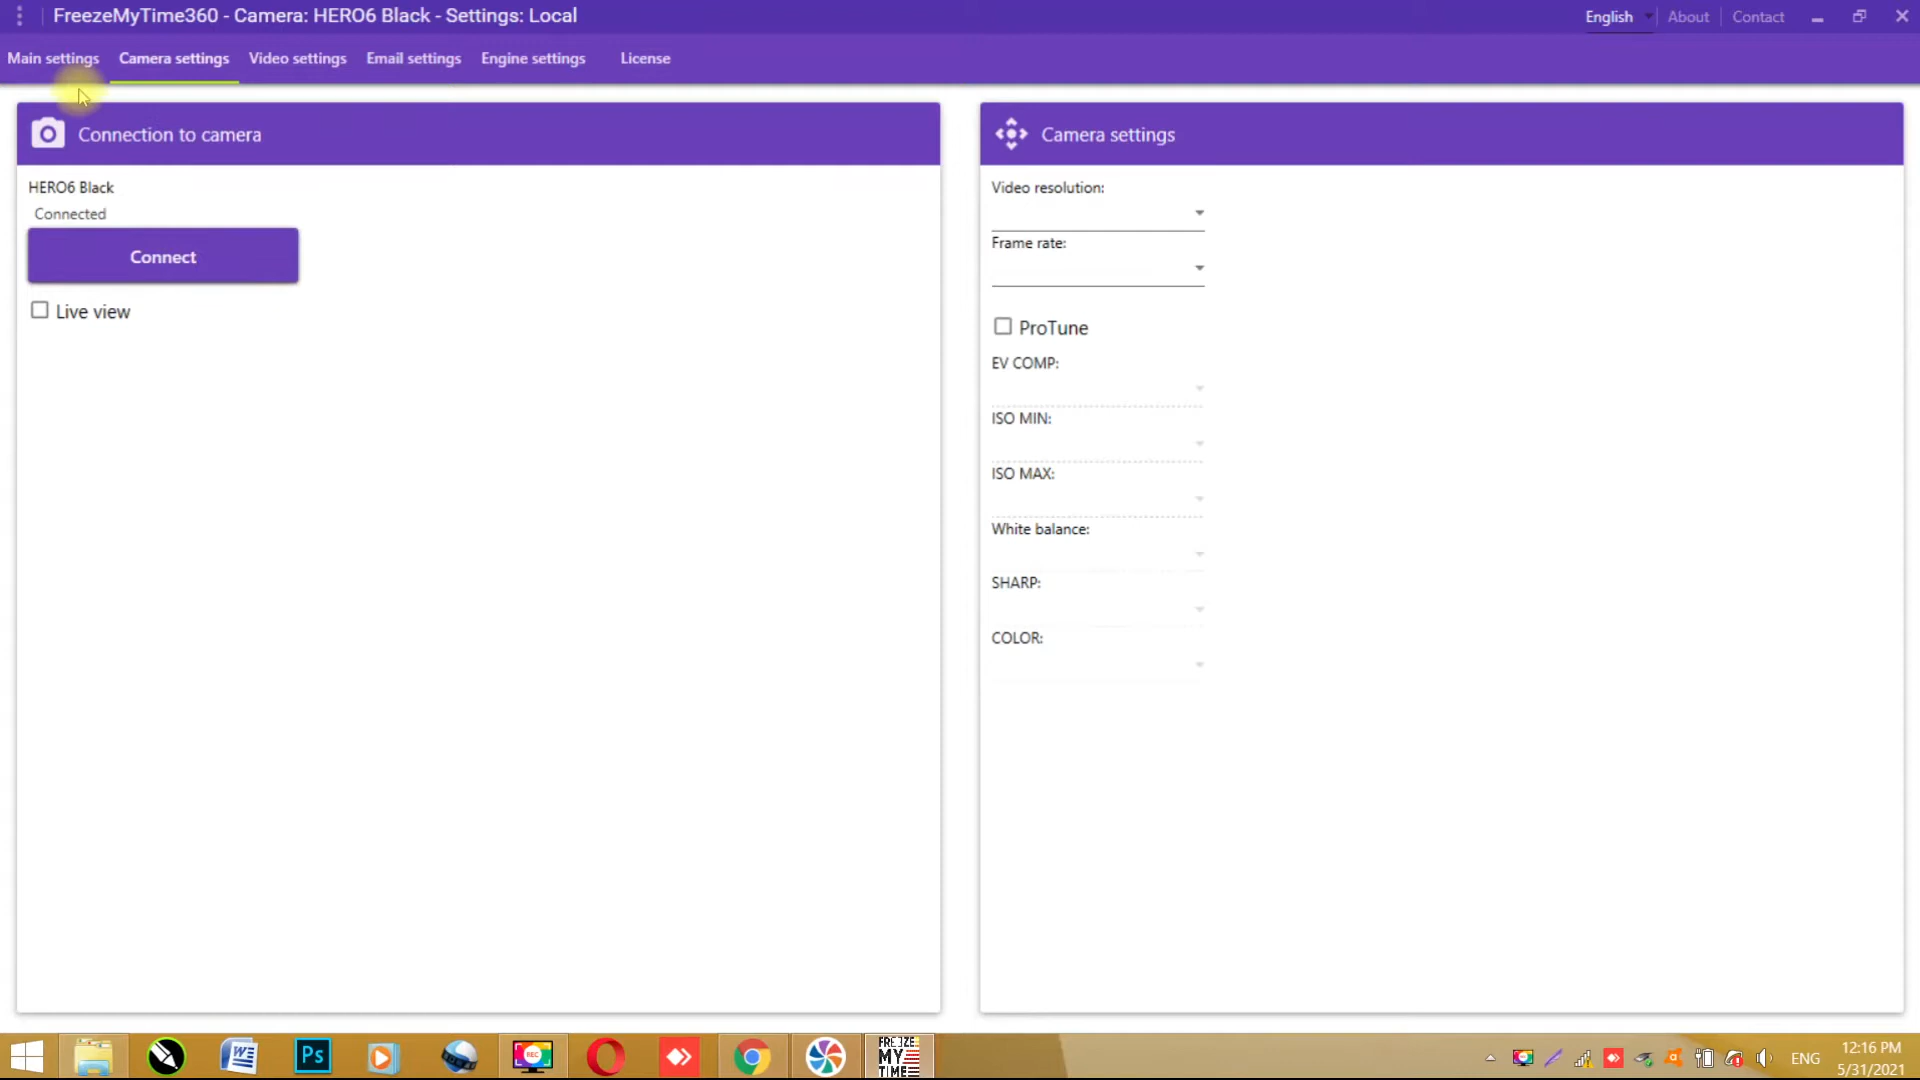 FreezeMyTime360 - Camera: HERO6 Black - Settings: Local
English
About
Contact
Main settings
Camera settings
Video settings
Email settings
Engine settings
License
Connection to camera
HERO6 Black
Connected
Connect
Live view
Camera settings
Video resolution:
Frame rate:
ProTune
EV COMP:
ISO MIN:
ISO MAX:
White balance:
SHARP:
COLOR:
Ps
REC
FREEZE
MY
TIME
ENG
12:16 PM
5/31/2021